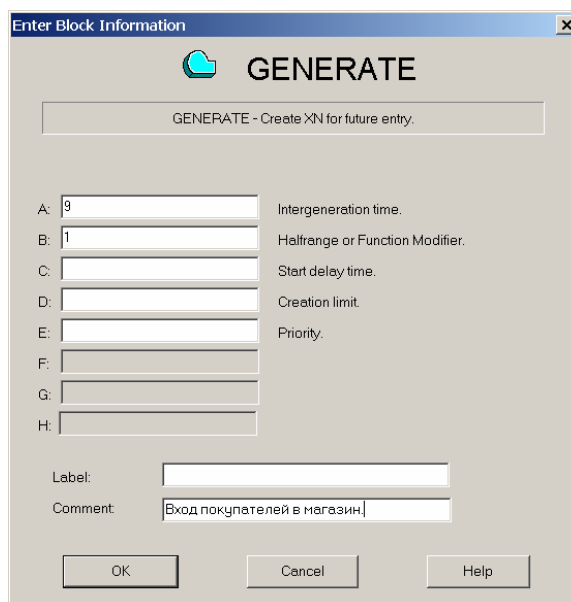 Enter Block Information
GENERATE
GENERATE - Create XN for future entry.
A: 9 Intergeneration time.
B: 1 Halfrange or Function Modifier.
C: Start delay time.
D: Creation limit.
E: Priority.
F:
G:
H:
Label:
Comment: Вход покупателей в магазин.
OK Cancel Help